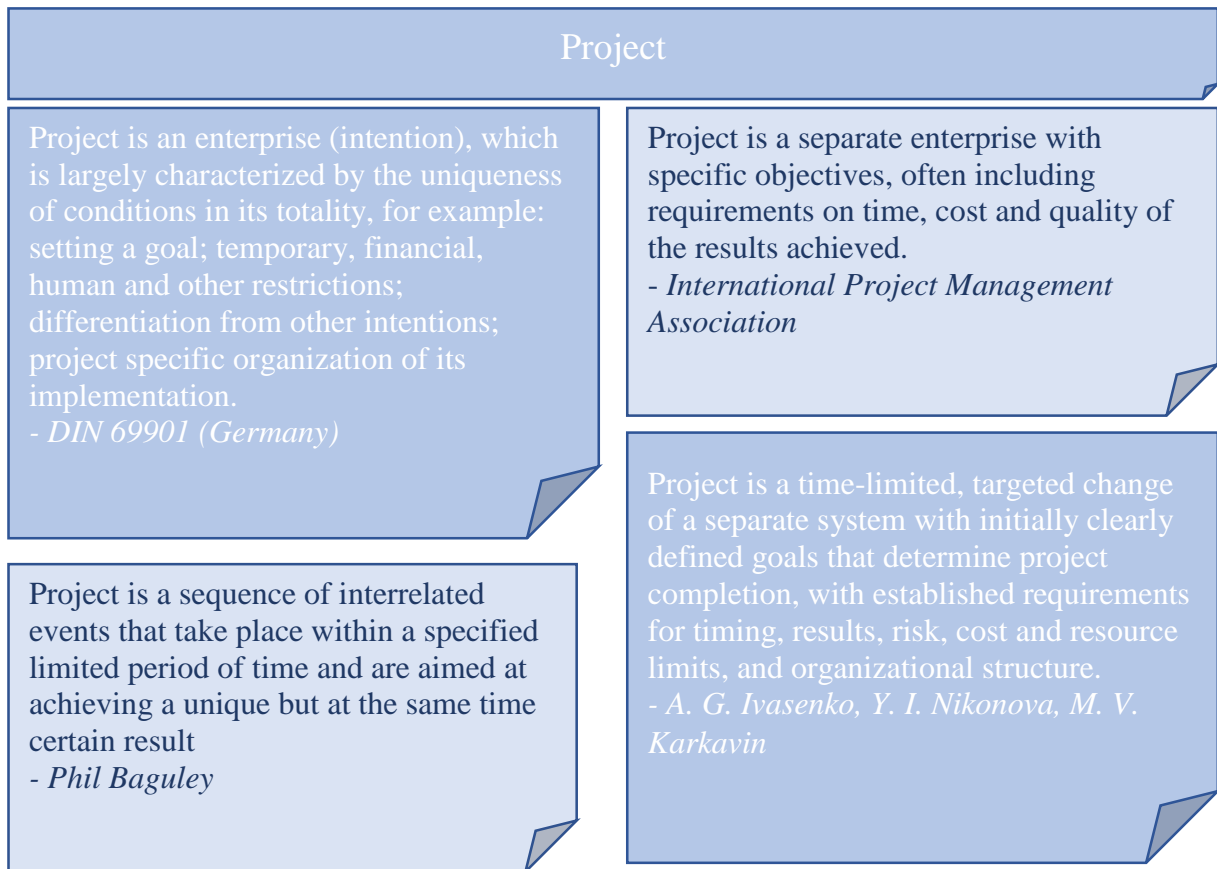 Project
Project is an enterprise (intention), which
is largely characterized by the uniqueness
of conditions in its totality, for example:
setting a goal; temporary, financial,
human and other restrictions;
differentiation from other intentions;
project specific organization of its
implementation.
- DIN 69901 (Germany)
Project is a separate enterprise with
specific objectives, often including
requirements on time, cost and quality of
the results achieved.
- International Project Management
Association
Project is a sequence of interrelated
events that take place within a specified
limited period of time and are aimed at
achieving a unique but at the same time
certain result
- Phil Baguley
Project is a time-limited, targeted change
of a separate system with initially clearly
defined goals that determine project
completion, with established requirements
for timing, results, risk, cost and resource
limits, and organizational structure.
- A. G. Ivasenko, Y. I. Nikonova, M. V.
Karkavin